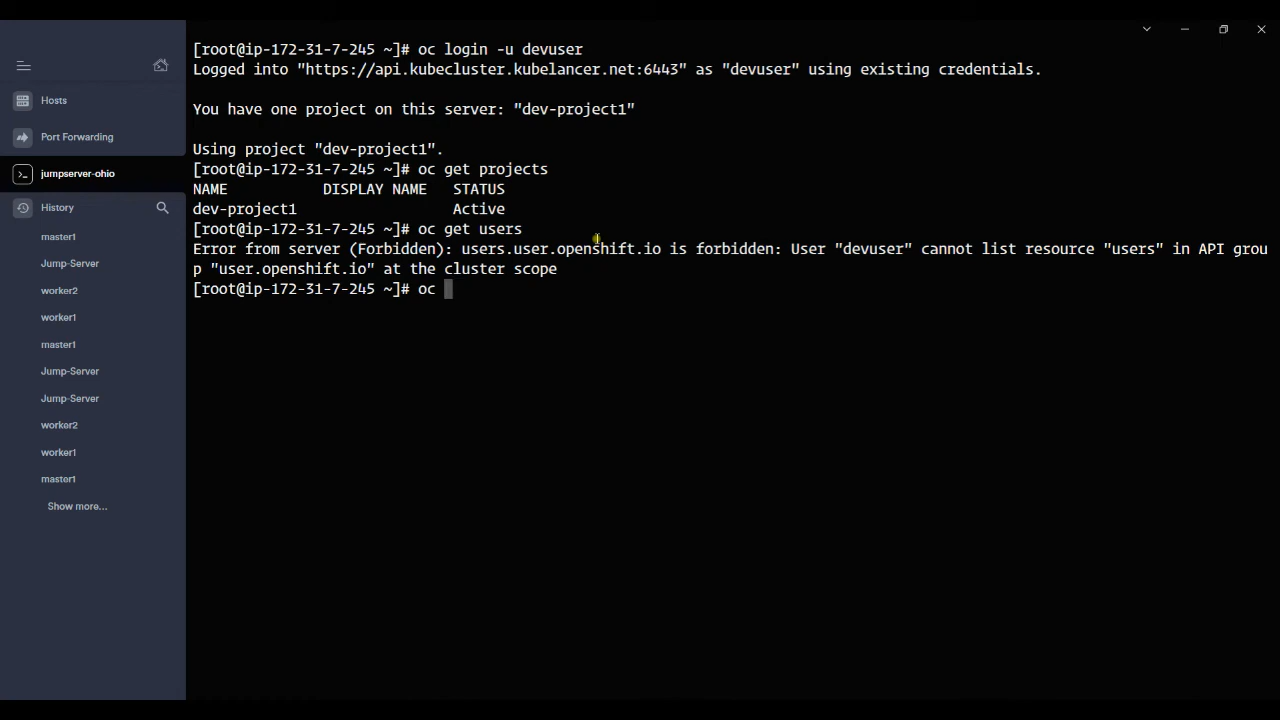 Hosts
Port Forwarding
jumpserver-ohio
History
master1
Jump-Server
worker2
worker1
master1
Jump-Server
Jump-Server
worker2
worker1
master1
Show more...
[root@ip-172-31-7-245 ~]# oc login -u devuser
Logged into "https://api.kubecluster.kubelancer.net:6443" as "devuser" using existing credentials.
You have one project on this server: "dev-project1"
Using project "dev-project1".
[root@ip-172-31-7-245 ~]# oc get projects
NAME DISPLAY NAME STATUS
dev-project1 Active
[root@ip-172-31-7-245 ~]# oc get users
Error from server (Forbidden): users.user.openshift.io is forbidden: User "devuser" cannot list resource "users" in API grou
p "user.openshift.io" at the cluster scope
[root@ip-172-31-7-245 ~]# oc